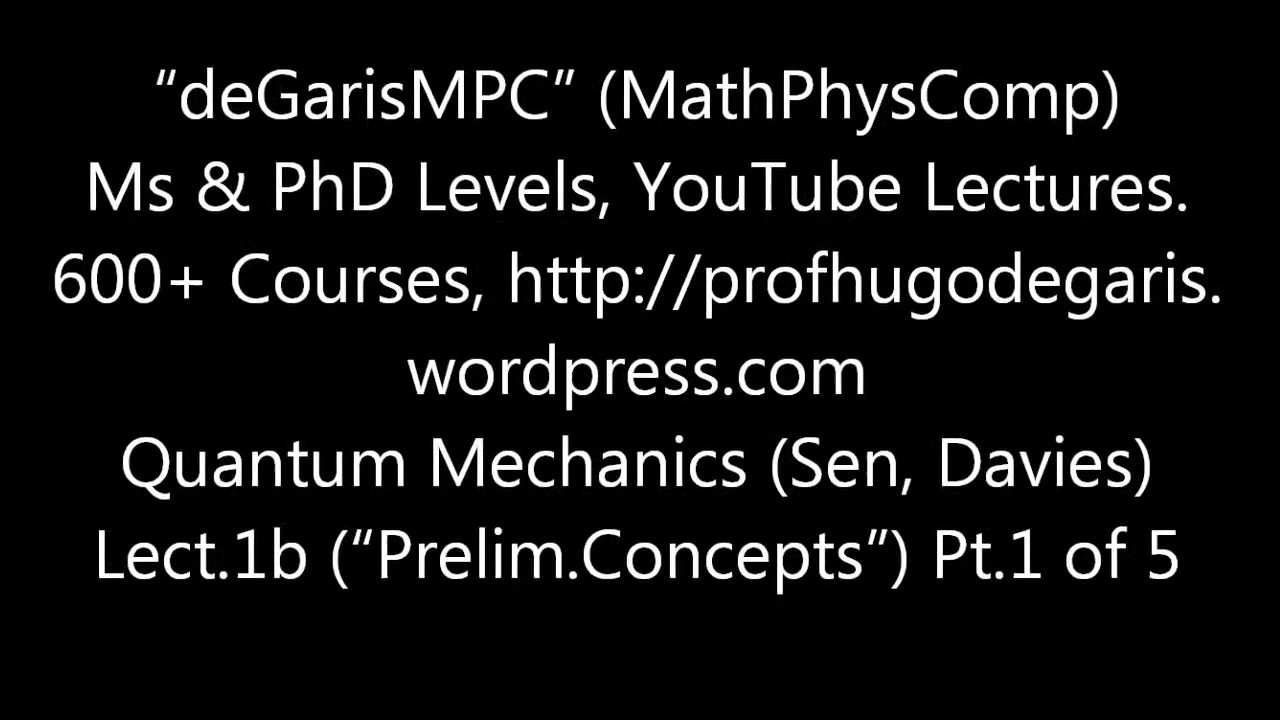 “deGarisMPC” (MathPhysComp)
Ms & PhD Levels, YouTube Lectures.
600+ Courses, http://profhugodegaris.
wordpress.com
Quantum Mechanics (Sen, Davies)
Lect.1b (“Prelim.Concepts”) Pt.1 of 5